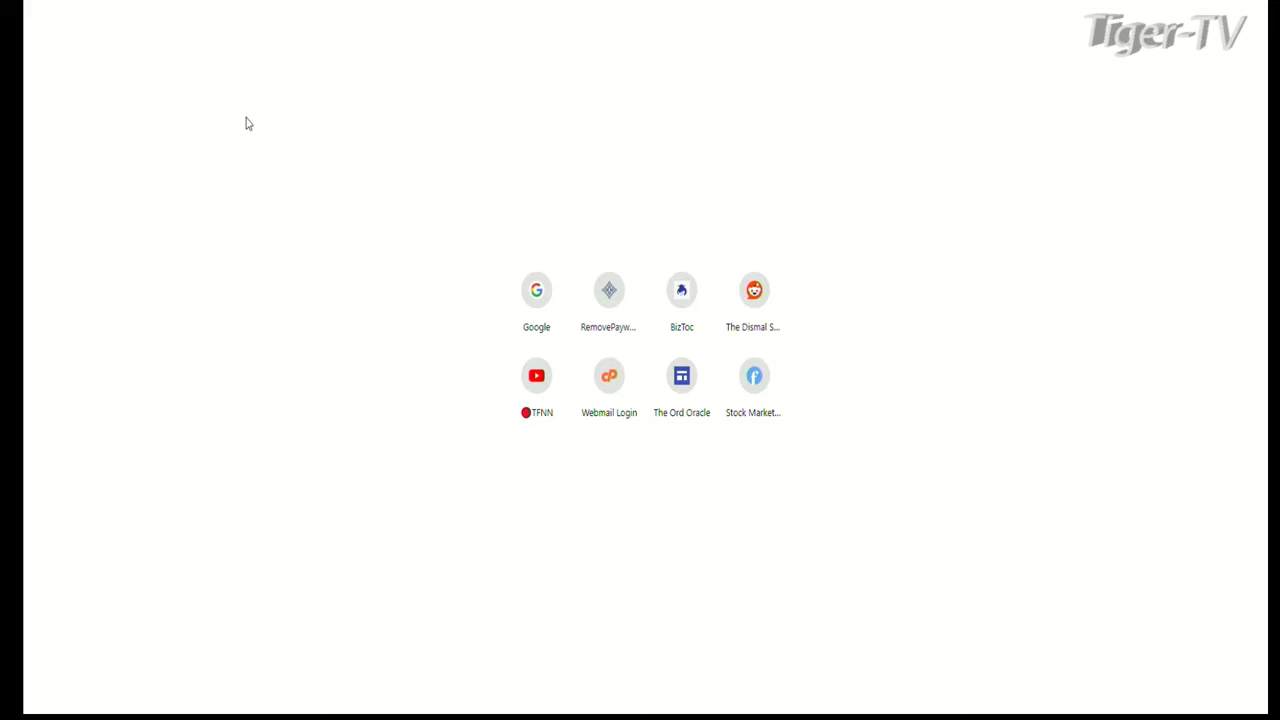 Tiger-TV
Google
RemovePayw...
BizToc
The Dismal S...
TFNN
Webmail Login
The Ord Oracle
Stock Market...